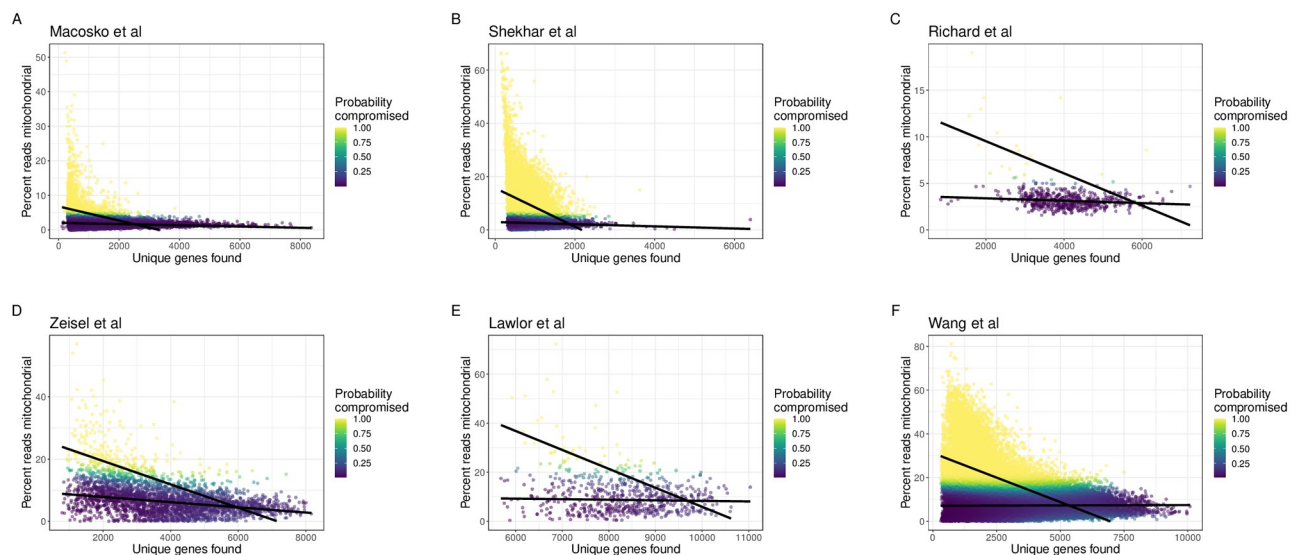 A
Macosko et al
Percent reads mitochondrial
50
40
30
20
10
0
0
2000
4000
6000
8000
Unique genes found
Probability
compromised
1.00
0.75
0.50
0.25
B
Shekhar et al
Percent reads mitochondrial
60
40
20
0
0
2000
4000
6000
Unique genes found
Probability
compromised
1.00
0.75
0.50
0.25
C
Richard et al
Percent reads mitochondrial
15
10
5
0
2000
4000
6000
Unique genes found
Probability
compromised
1.00
0.75
0.50
0.25
D
Zeisel et al
Percent reads mitochondrial
40
20
0
2000
4000
6000
8000
Unique genes found
Probability
compromised
1.00
0.75
0.50
0.25
E
Lawlor et al
Percent reads mitochondrial
60
40
20
0
6000
7000
8000
9000
10000
11000
Unique genes found
Probability
compromised
1.00
0.75
0.50
0.25
F
Wang et al
Percent reads mitochondrial
80
60
40
20
0
0
2500
5000
7500
10000
Unique genes found
Probability
compromised
1.00
0.75
0.50
0.25